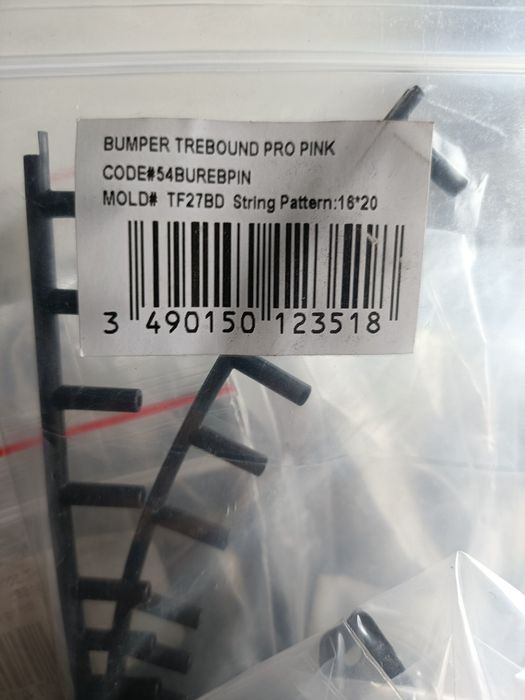 BUMPER TREBOUND PRO PINK
CODE#54BUREBPIN
MOLD# TF27BD String Pattern:16*20
3 490150 123518